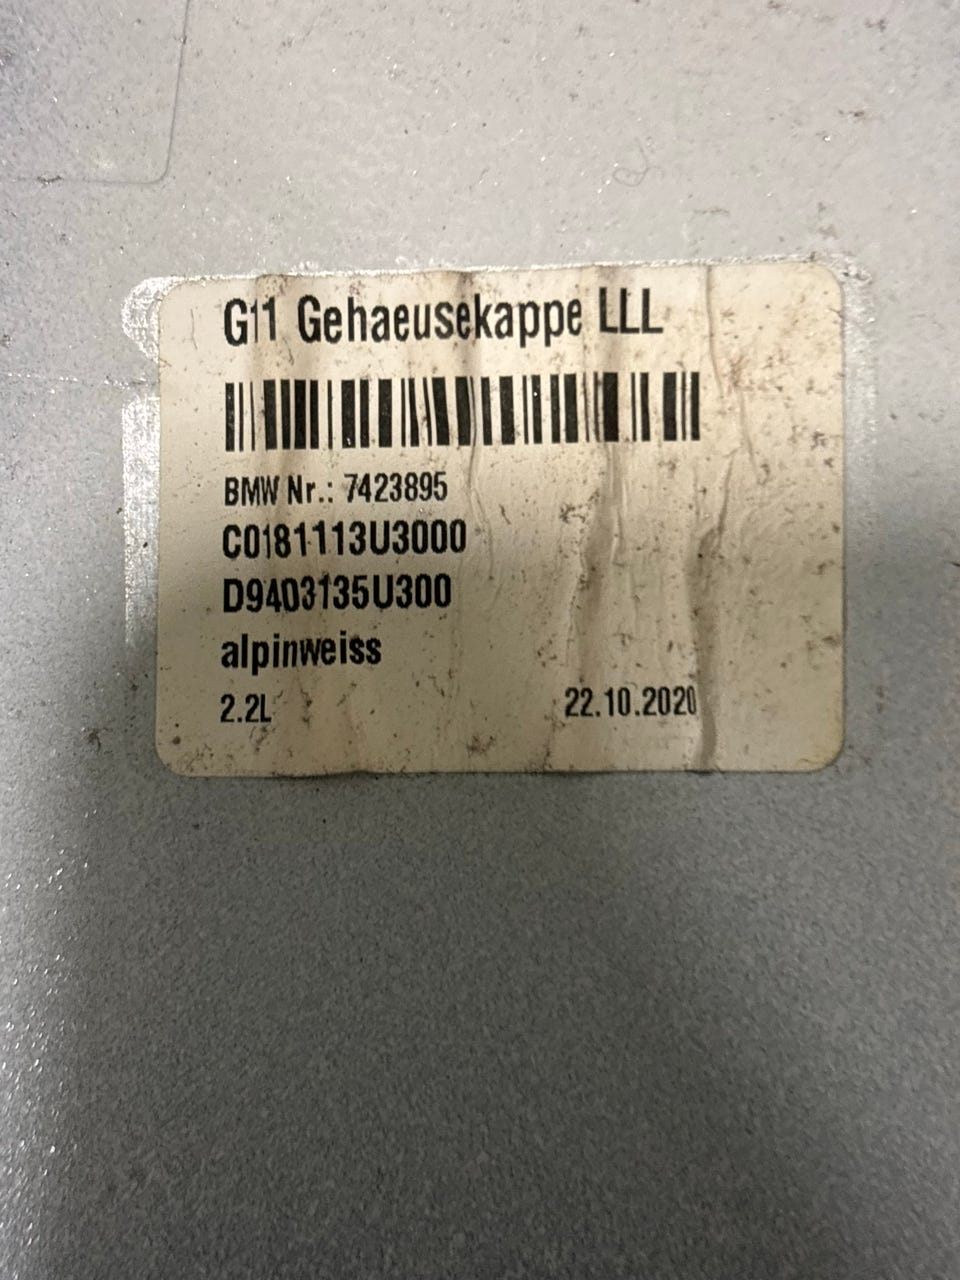 G11 Gehaeusekappe LLL
BMW Nr.: 7423895
C0181113U3000
D9403135U300
alpinweiss
2.2L 22.10.2020